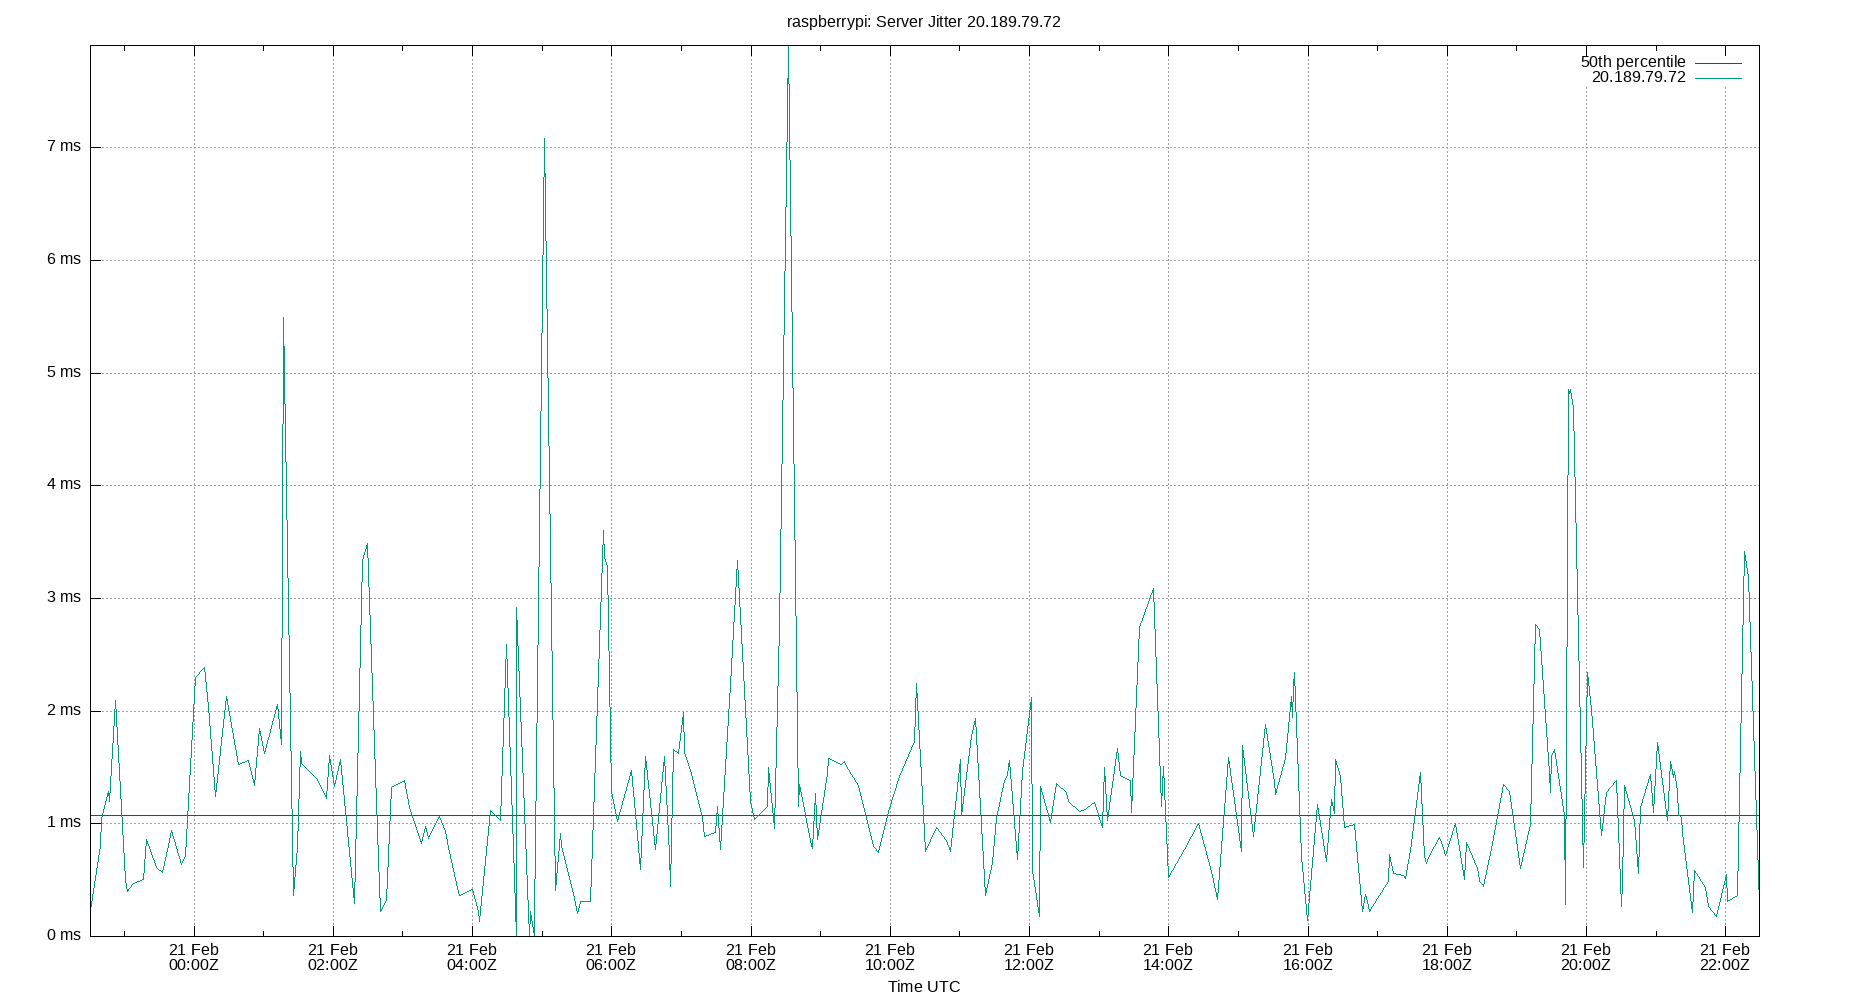 raspberrypi: Server Jitter 20.189.79.72
50th percentile
20.189.79.72
7 ms
6 ms
5 ms
4 ms
3 ms
2 ms
1 ms
0 ms
21 Feb 21 Feb 21 Feb 21 Feb 21 Feb 21 Feb 21 Feb 21 Feb 21 Feb 21 Feb 21 Feb 21 Feb
00:00Z 02:00Z 04:00Z 06:00Z 08:00Z 10:00Z 12:00Z 14:00Z 16:00Z 18:00Z 20:00Z 22:00Z
Time UTC